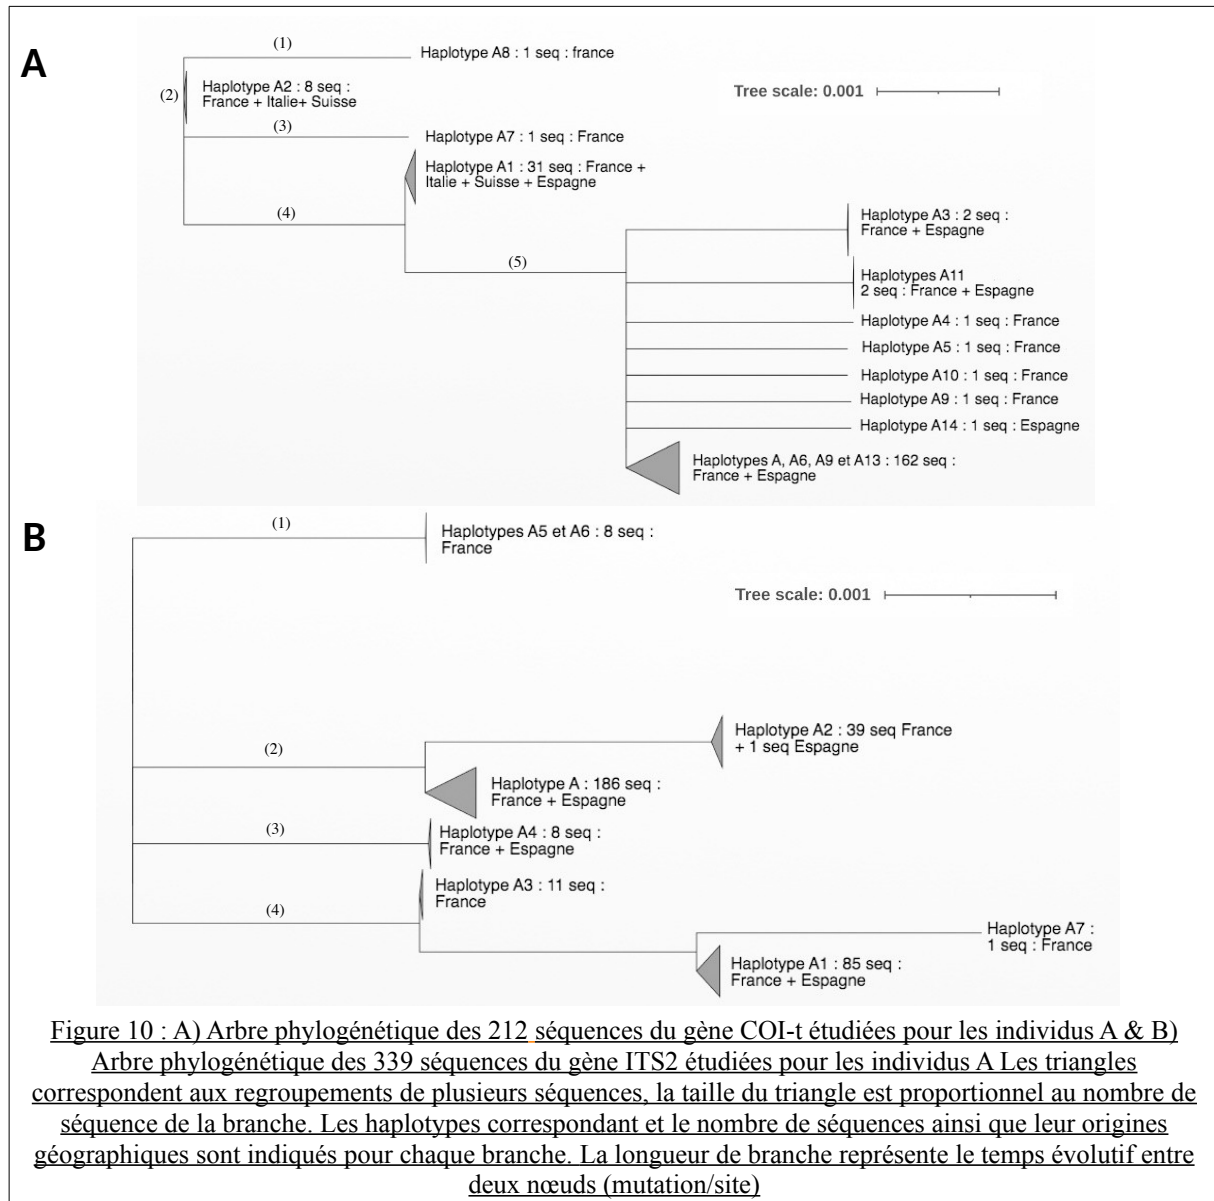 A
(1)
Haplotype A8 : 1 seq : france
(2)
Haplotype A2 : 8 seq :
France + Italie+ Suisse
Tree scale: 0.001
(3)
Haplotype A7 : 1 seq : France
Haplotype A1 : 31 seq : France +
Italie + Suisse + Espagne
(4)
Haplotype A3 : 2 seq :
France + Espagne
(5)
Haplotypes A11
2 seq : France + Espagne
Haplotype A4 : 1 seq : France
Haplotype A5 : 1 seq : France
Haplotype A10 : 1 seq : France
Haplotype A9 : 1 seq : France
Haplotype A14 : 1 seq : Espagne
Haplotypes A, A6, A9 et A13 : 162 seq :
France + Espagne
B
(1)
Haplotypes A5 et A6 : 8 seq :
France
Tree scale: 0.001
(2)
Haplotype A2 : 39 seq France
+ 1 seq Espagne
Haplotype A : 186 seq :
France + Espagne
(3)
Haplotype A4 : 8 seq :
France + Espagne
Haplotype A3 : 11 seq :
France
(4)
Haplotype A7 :
1 seq : France
Haplotype A1 : 85 seq :
France + Espagne
Figure 10 : A) Arbre phylogénétique des 212 séquences du gène COI-t étudiées pour les individus A & B)
Arbre phylogénétique des 339 séquences du gène ITS2 étudiées pour les individus A Les triangles
correspondent aux regroupements de plusieurs séquences, la taille du triangle est proportionnel au nombre de
séquence de la branche. Les haplotypes correspondant et le nombre de séquences ainsi que leur origines
géographiques sont indiqués pour chaque branche. La longueur de branche représente le temps évolutif entre
deux nœuds (mutation/site)